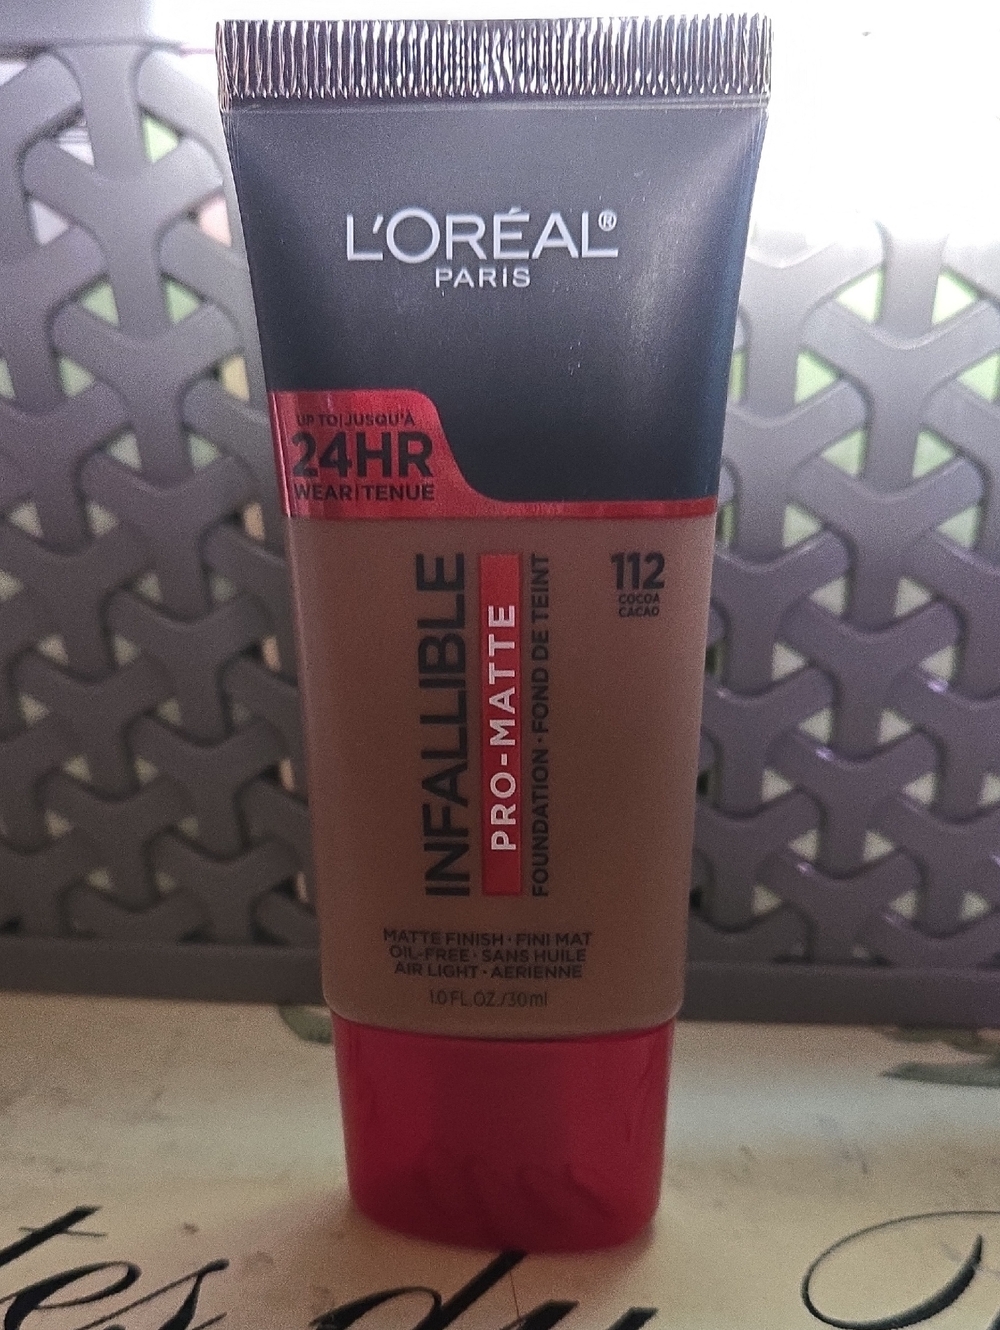 L'ORÉAL®
PARIS
UP TO|JUSQU'À
24HR
WEAR|TENUE
INFALLIBLE
PRO-MATTE
FOUNDATION · FOND DE TEINT
112
COCOA
CACAO
MATTE FINISH · FINI MAT
OIL-FREE · SANS HUILE
AIR LIGHT · AERIENNE
1.0 FL.OZ./30ml